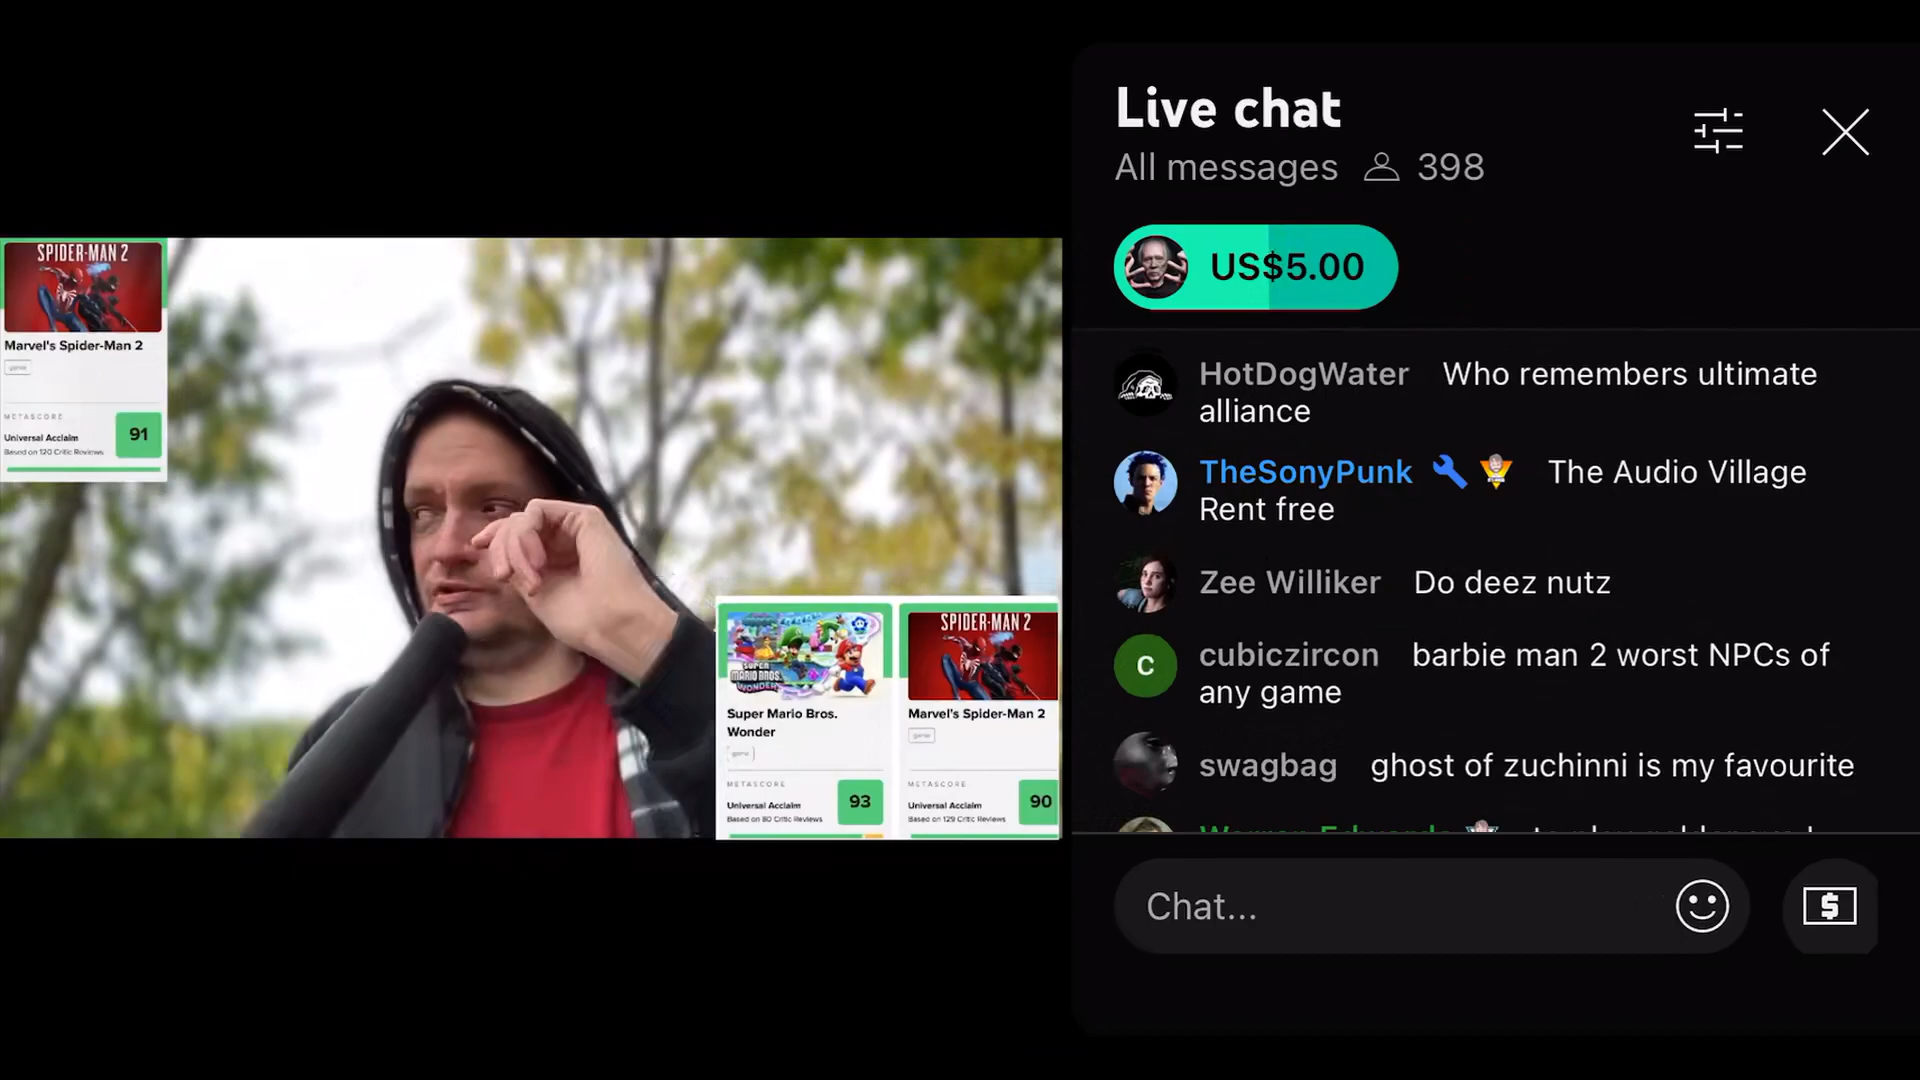 SPIDER-MAN 2
Marvel's Spider-Man 2
game
METASCORE
Universal Acclaim
91
Based on 120 Critic Reviews
SUPER
MARIO BROS.
WONDER
Super Mario Bros.
Wonder
game
METASCORE
Universal Acclaim
93
Based on 80 Critic Reviews
SPIDER-MAN 2
Marvel's Spider-Man 2
game
METASCORE
Universal Acclaim
90
Based on 129 Critic Reviews
Live chat
All messages 398
US$5.00
HotDogWater Who remembers ultimate
alliance
TheSonyPunk The Audio Village
Rent free
Zee Williker Do deez nutz
C
cubiczircon barbie man 2 worst NPCs of
any game
swagbag ghost of zuchinni is my favourite
Chat...
$